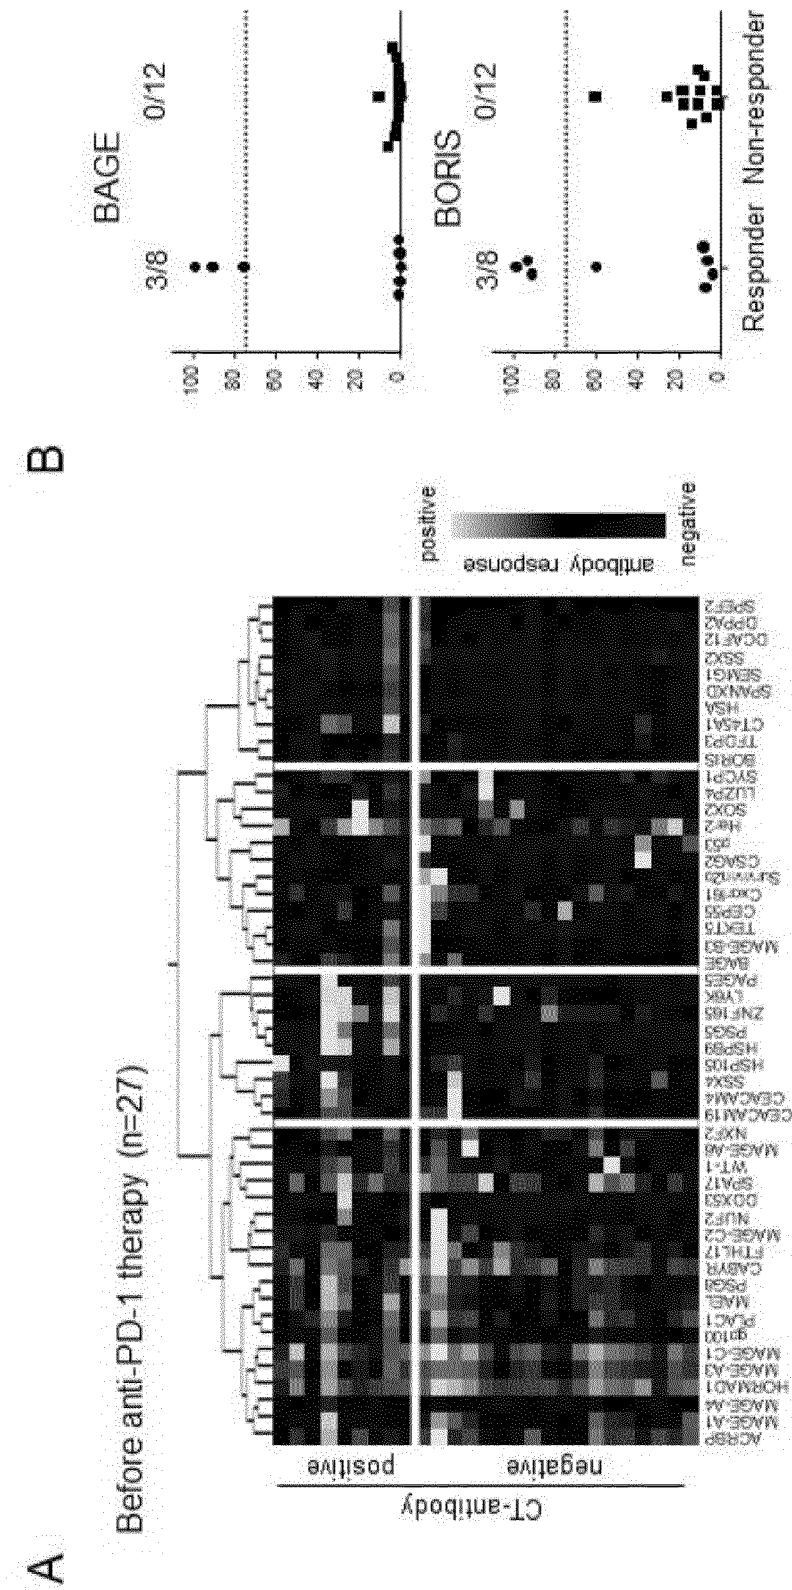 A
Before anti-PD-1 therapy (n=27)
CT-antibody
positive
negative
ACRBP
MAGE-A1
MAGE-A4
HORMAD1
MAGE-A3
MAGE-C1
gp100
PLAC1
MAEL
PSG8
CABYR
FTHL17
MAGE-C2
NUF2
DDX53
SPA17
WT-1
MAGE-A6
NXF2
CEACAM19
CEACAM4
SSX4
HSP105
HSPB9
PSG5
ZNF165
LY6K
PAGE5
BAGE
MAGE-B3
TEKT5
CEP55
Cxorf61
Survivin2b
CSAG2
p53
Her2
SOX2
LUZP4
SYCP1
BORIS
TFDP3
CT45A1
HSA
SPANXD
SEMG1
SSX2
DCAF12
DPPA2
SPEF2
positive
antibody response
negative
B
BAGE
3/8 0/12
100
80
60
40
20
0
BORIS
3/8 0/12
100
80
60
40
20
0
Responder Non-responder